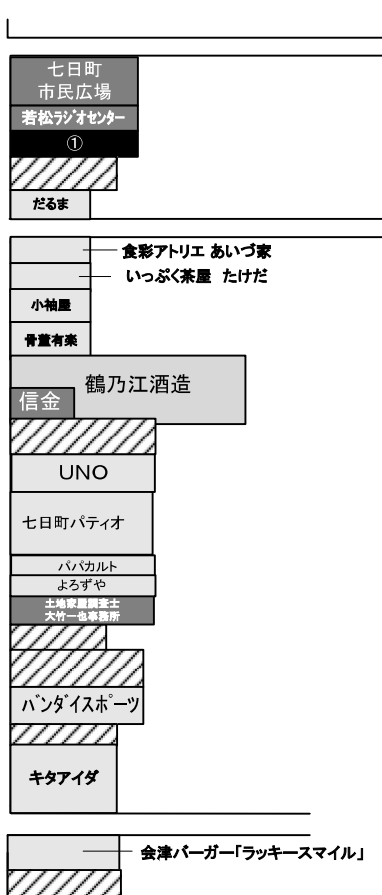 七日町
市民広場
若松ラジオセンター
①
だるま
食彩アトリエ あいづ家
いっぷく茶屋 たけだ
小袖屋
骨董有楽
鶴乃江酒造
信金
UNO
七日町パティオ
パパカルト
よろずや
土地家屋調査士
大竹一也事務所
バンダイスポーツ
キタアイダ
会津バーガー「ラッキースマイル」